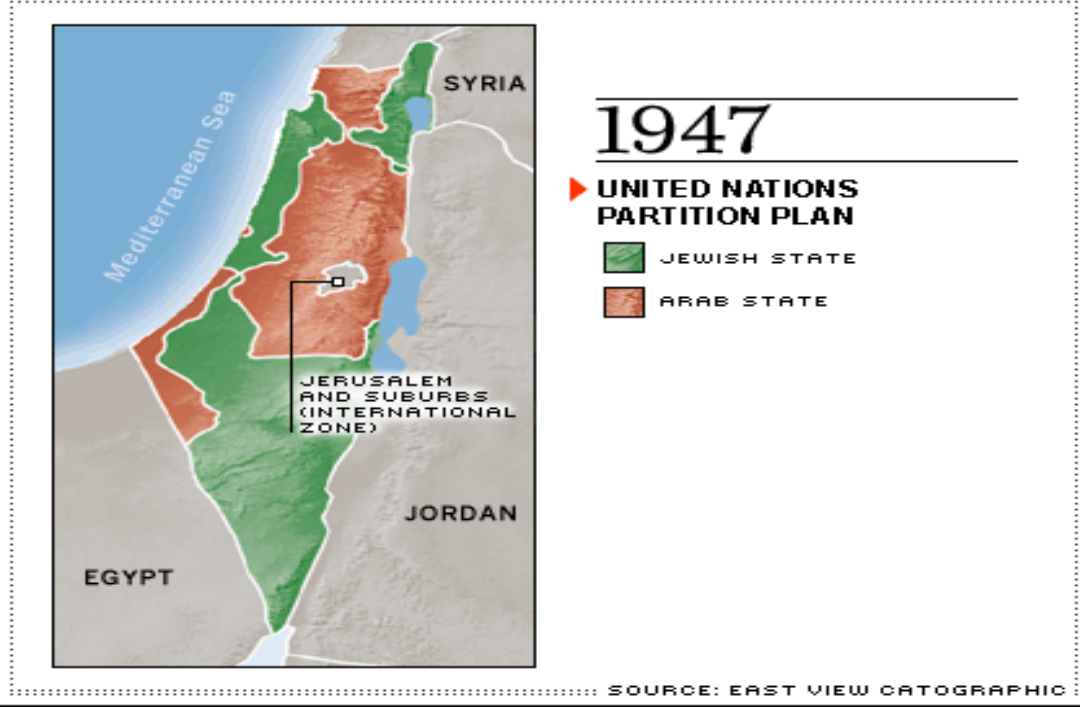 SYRIA
Mediterranean Sea
JERUSALEM
AND SUBURBS
(INTERNATIONAL
ZONE)
JORDAN
EGYPT
1947
UNITED NATIONS
PARTITION PLAN
JEWISH STATE
ARAB STATE
SOURCE: EAST VIEW CATOGRAPHIC